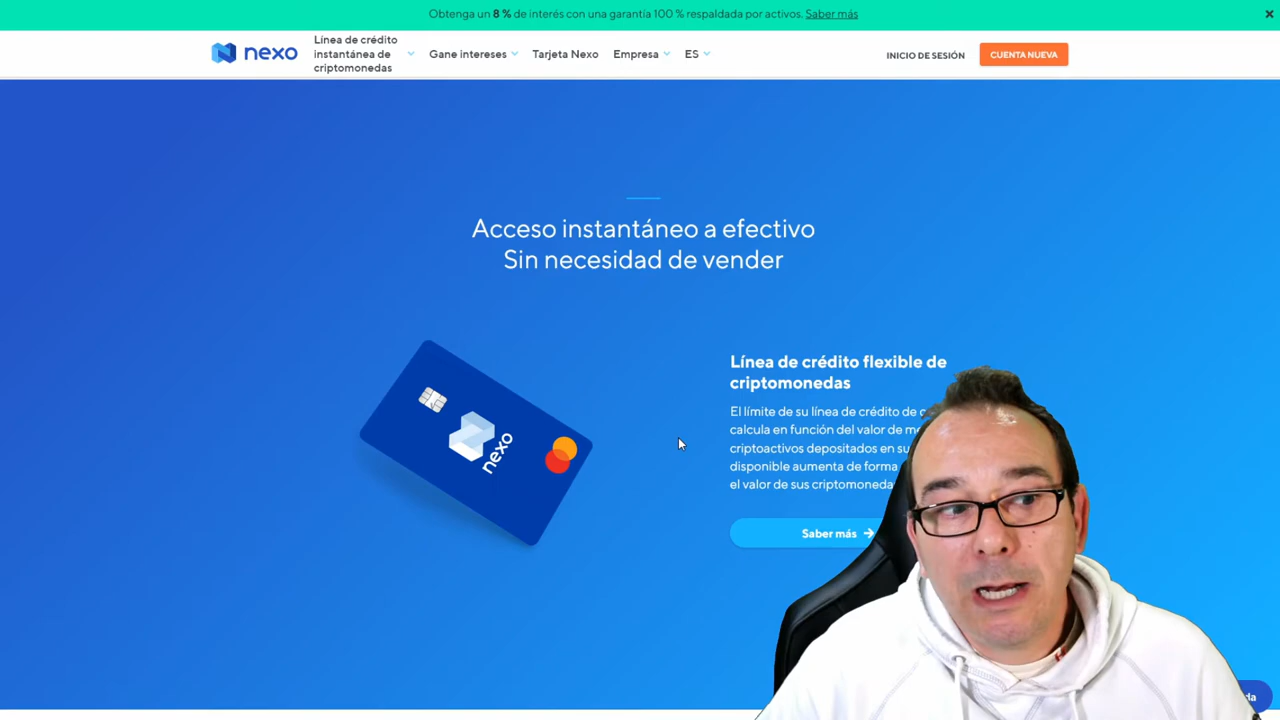 Obtenga un 8 % de interés con una garantía 100 % respaldada por activos. Saber más
nexo
Línea de crédito
instantánea de
criptomonedas
Gane intereses
Tarjeta Nexo
Empresa
ES
INICIO DE SESIÓN
CUENTA NUEVA
Acceso instantáneo a efectivo
Sin necesidad de vender
nexo
Línea de crédito flexible de
criptomonedas
El límite de su línea de crédito de
calcula en función del valor de
criptoactivos depositados en
disponible aumenta de forma
el valor de sus
Saber más